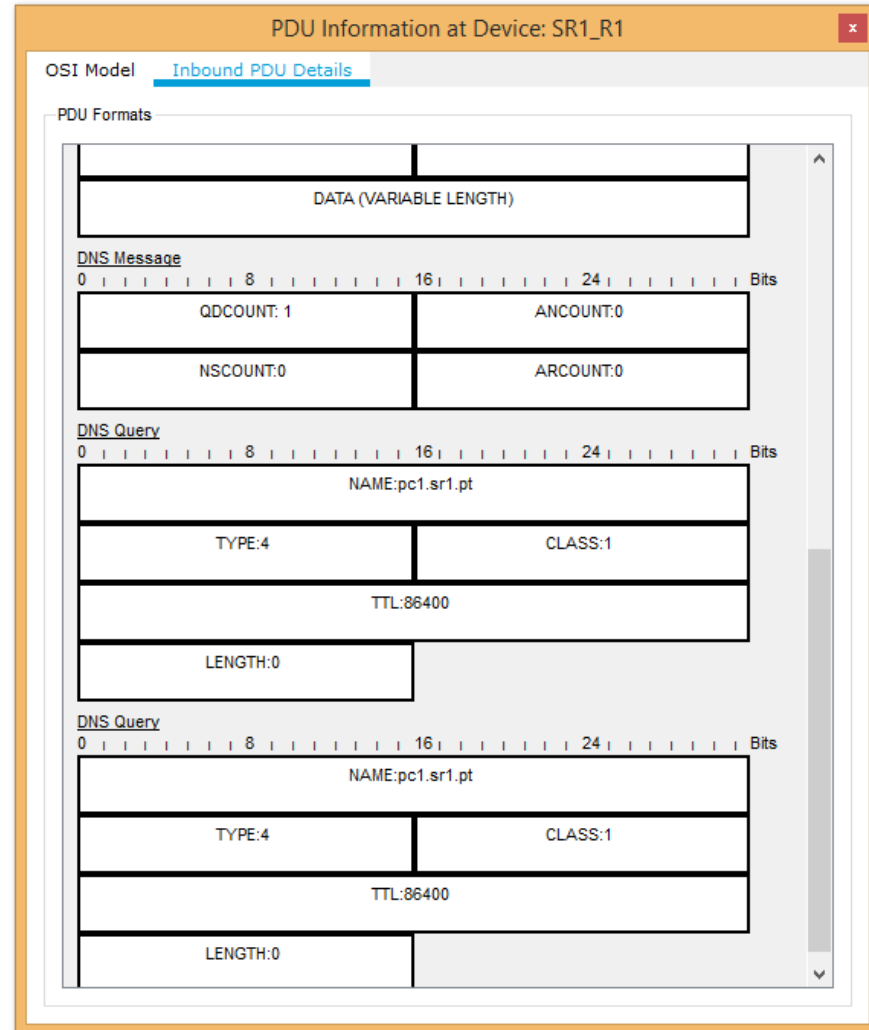 PDU Information at Device: SR1_R1
x
OSI Model Inbound PDU Details
PDU Formats
DATA (VARIABLE LENGTH)
DNS Message
0 8 16 24 Bits
QDCOUNT: 1 ANCOUNT:0
NSCOUNT:0 ARCOUNT:0
DNS Query
0 8 16 24 Bits
NAME:pc1.sr1.pt
TYPE:4 CLASS:1
TTL:86400
LENGTH:0
DNS Query
0 8 16 24 Bits
NAME:pc1.sr1.pt
TYPE:4 CLASS:1
TTL:86400
LENGTH:0